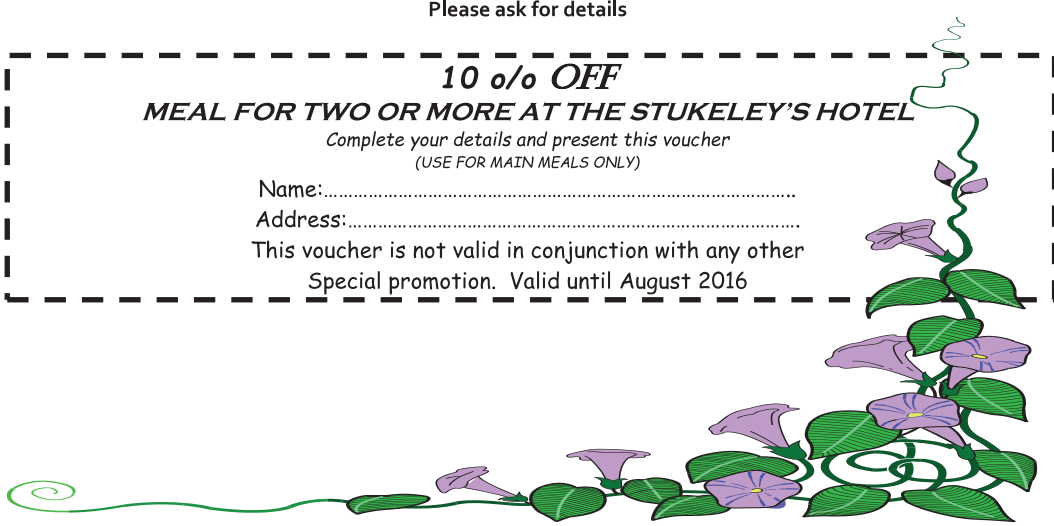 Please ask for details
10 o/o OFF
MEAL FOR TWO OR MORE AT THE STUKELEY'S HOTEL
Complete your details and present this voucher
(USE FOR MAIN MEALS ONLY)
Name:……………………………………………………………………………..
Address:………………………………………………………………………….
This voucher is not valid in conjunction with any other
Special promotion.  Valid until August 2016